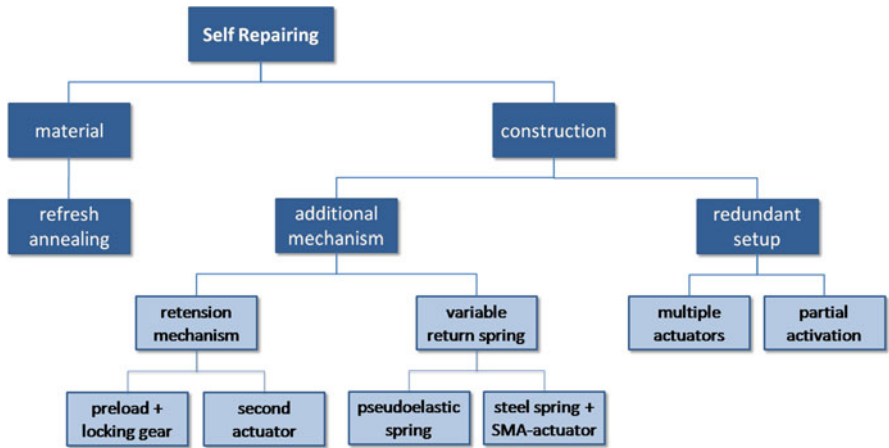 Self Repairing
material
construction
refresh
annealing
additional
mechanism
redundant
setup
retension
mechanism
variable
return spring
multiple
actuators
partial
activation
preload +
locking gear
second
actuator
pseudoelastic
spring
steel spring +
SMA-actuator